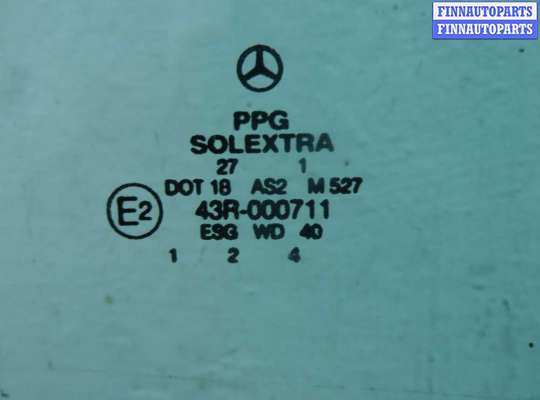 FINNAUTOPARTS
FINNAUTOPARTS
PPG
SOLEXTRA
27 1
DOT 18 AS2 M 527
E2 43R-000711
ESG WD 40
1 2 4